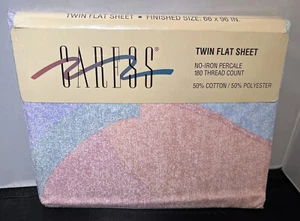 TWIN FLAT SHEET ▪ FINISHED SIZE: 66 x 96 IN.
CARESS
TWIN FLAT SHEET
NO-IRON PERCALE
180 THREAD COUNT
50% COTTON / 50% POLYESTER